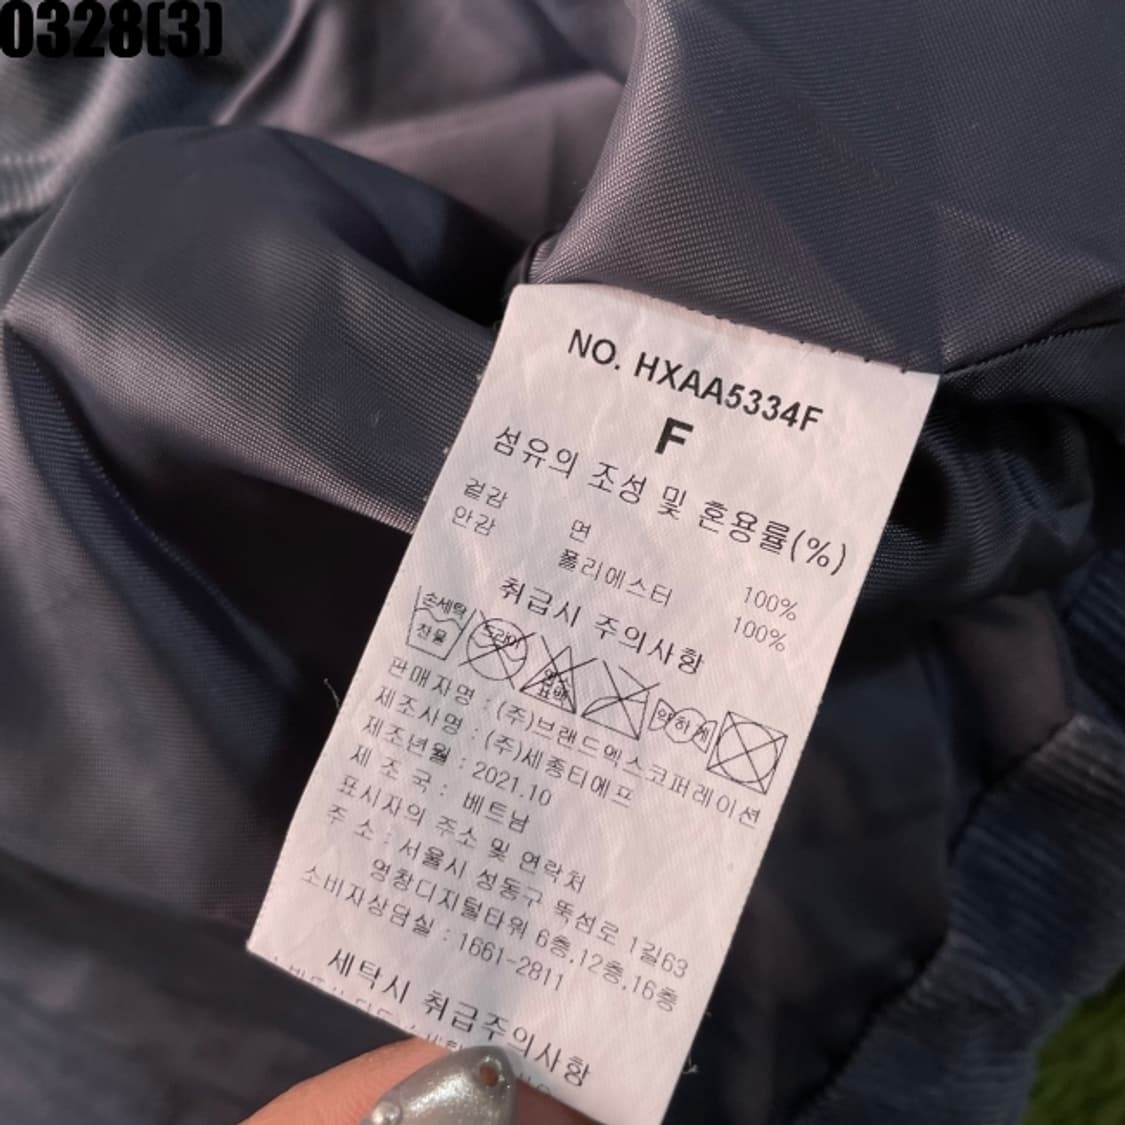 0328(3)
NO. HXAA5334F
F
섬유의 조성 및 혼용률(%)
겉감 면 100%
안감 폴리에스터 100%
취급시 주의사항
손세탁 드라이 염소 약하게
찬물 표백
판매자명 : (주)브랜드엑스코퍼레이션
제조사명 : (주)세종티에프
제조년월 : 2021.10
제 조 국 : 베트남
표시자의 주소 및 연락처
주 소 : 서울시 성동구 뚝섬로 1길63
영창디지털타워 6층,12층,16층
소비자상담실 : 1661-2811
세탁시 취급주의사항